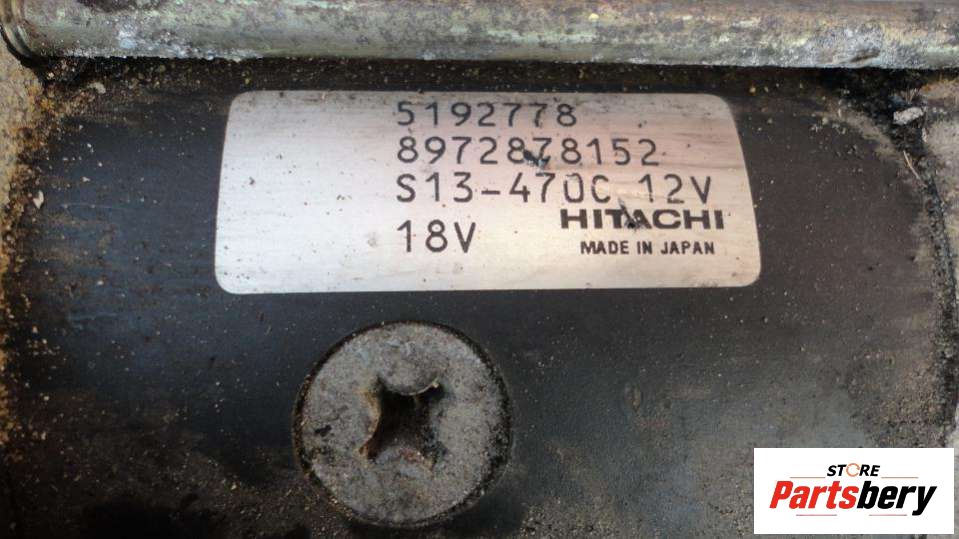 5192778
8972878152
S13-470C 12V
18V HITACHI
MADE IN JAPAN
STORE
Partsbery